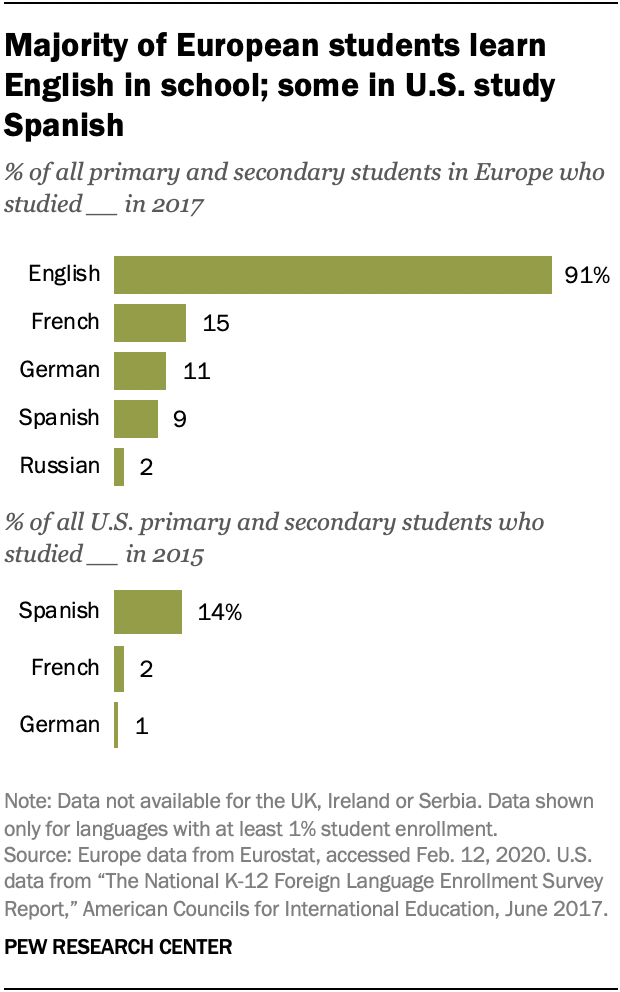 Majority of European students learn
English in school; some in U.S. study
Spanish
% of all primary and secondary students in Europe who
studied __ in 2017
English 91%
French 15
German 11
Spanish 9
Russian 2
% of all U.S. primary and secondary students who
studied __ in 2015
Spanish 14%
French 2
German 1
Note: Data not available for the UK, Ireland or Serbia. Data shown
only for languages with at least 1% student enrollment.
Source: Europe data from Eurostat, accessed Feb. 12, 2020. U.S.
data from “The National K-12 Foreign Language Enrollment Survey
Report,” American Councils for International Education, June 2017.
PEW RESEARCH CENTER